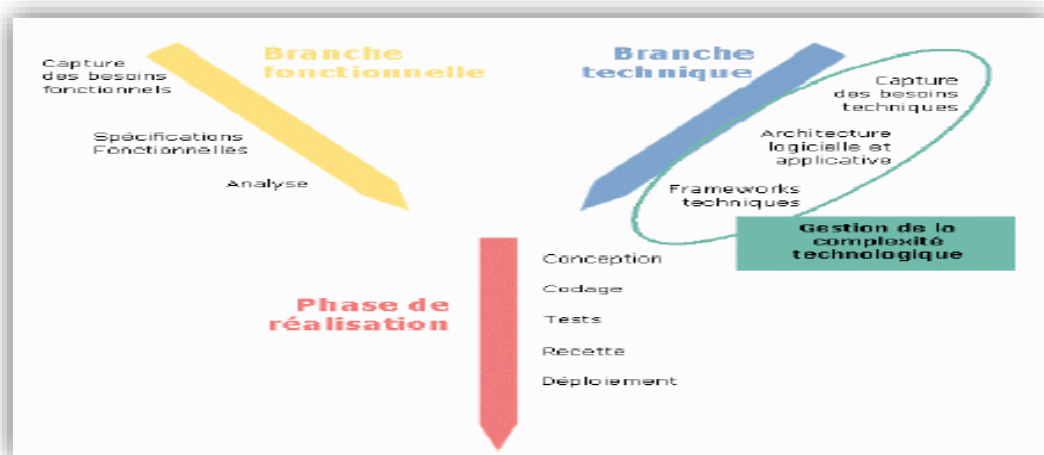 Branche
fonctionnelle
Capture
des besoins
fonctionnels
Spécifications
Fonctionnelles
Analyse
Branche
technique
Capture
des besoins
techniques
Architecture
logicielle et
applicative
Frameworks
techniques
Gestion de la
complexité
technologique
Phase de
réalisation
Conception
Codage
Tests
Recette
Déploiement